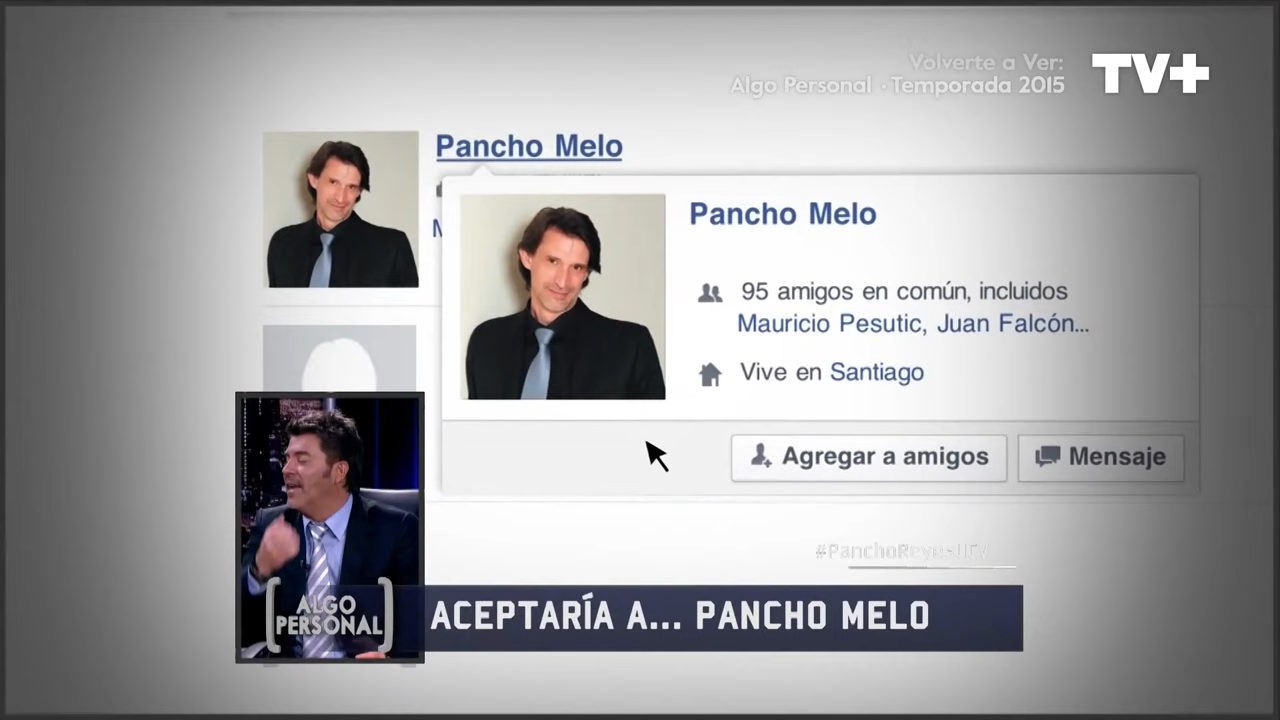 Volverte a Ver:
Algo Personal · Temporada 2015
TV+
Pancho Melo
M
Pancho Melo
95 amigos en común, incluidos
Mauricio Pesutic, Juan Falcón...
Vive en Santiago
Agregar a amigos
Mensaje
ALGO
PERSONAL
ACEPTARÍA A... PANCHO MELO